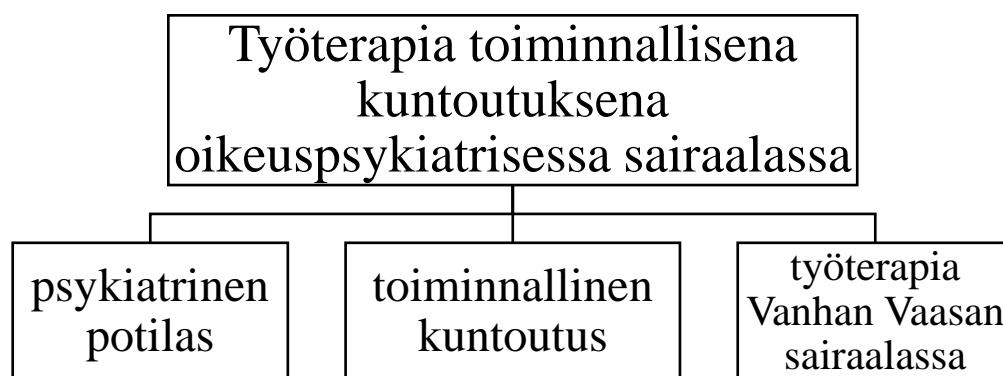 Työterapia toiminnallisena
kuntoutuksena
oikeuspsykiatrisessa sairaalassa
psykiatrinen
potilas
toiminnallinen
kuntoutus
työterapia
Vanhan Vaasan
sairaalassa